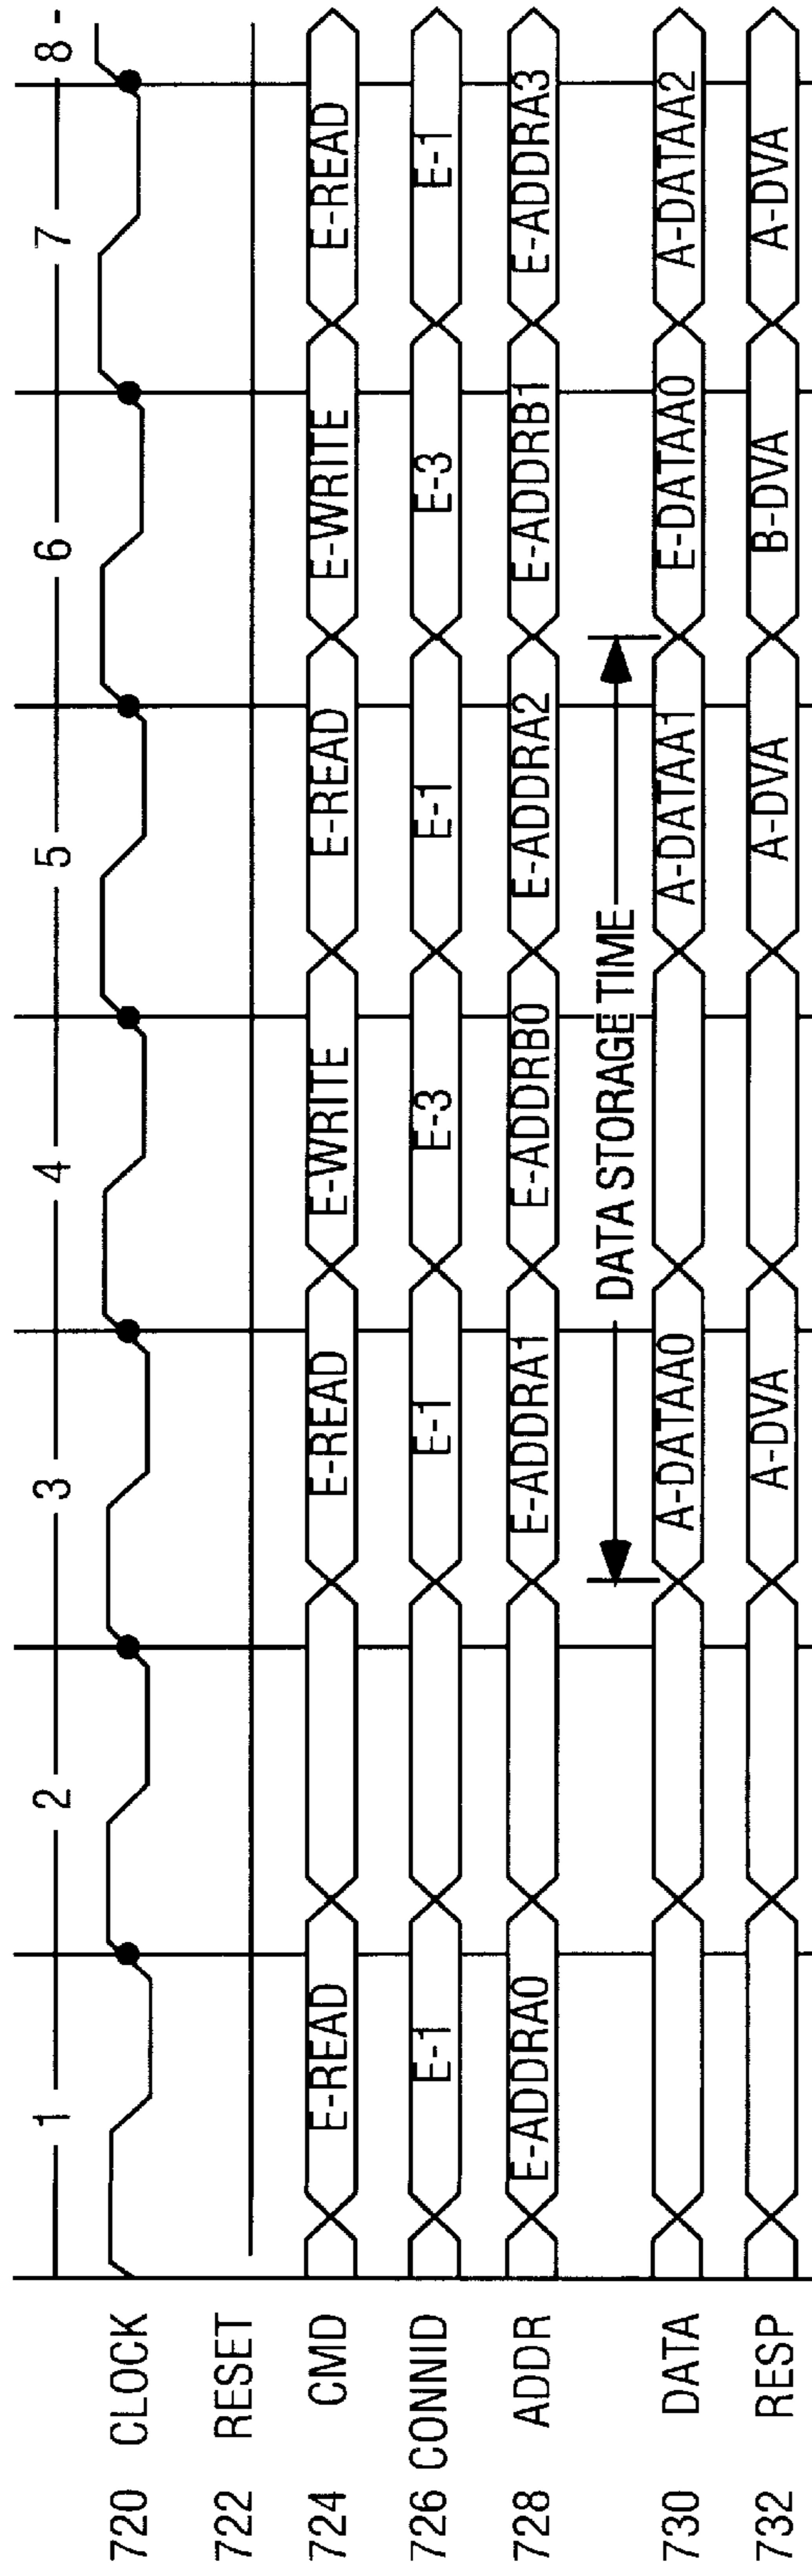 1 2 3 4 5 6 7 8
720 CLOCK
722 RESET
724 CMD E-READ E-READ E-WRITE E-READ E-WRITE E-READ
726 CONNID E-1 E-1 E-3 E-1 E-3 E-1
728 ADDR E-ADDRA0 E-ADDRA1 E-ADDRB0 E-ADDRA2 E-ADDRB1 E-ADDRA3
DATA STORAGE TIME
730 DATA A-DATAA0 A-DATAA1 E-DATAA0 A-DATAA2
732 RESP A-DVA A-DVA B-DVA A-DVA